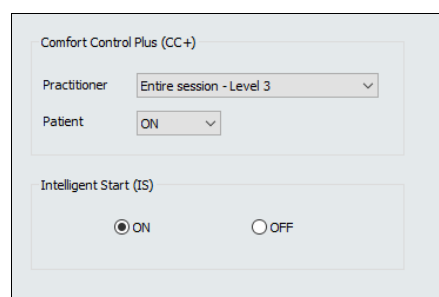 Comfort Control Plus (CC+)
Practitioner Entire session - Level 3
Patient ON
Intelligent Start (IS)
ON OFF